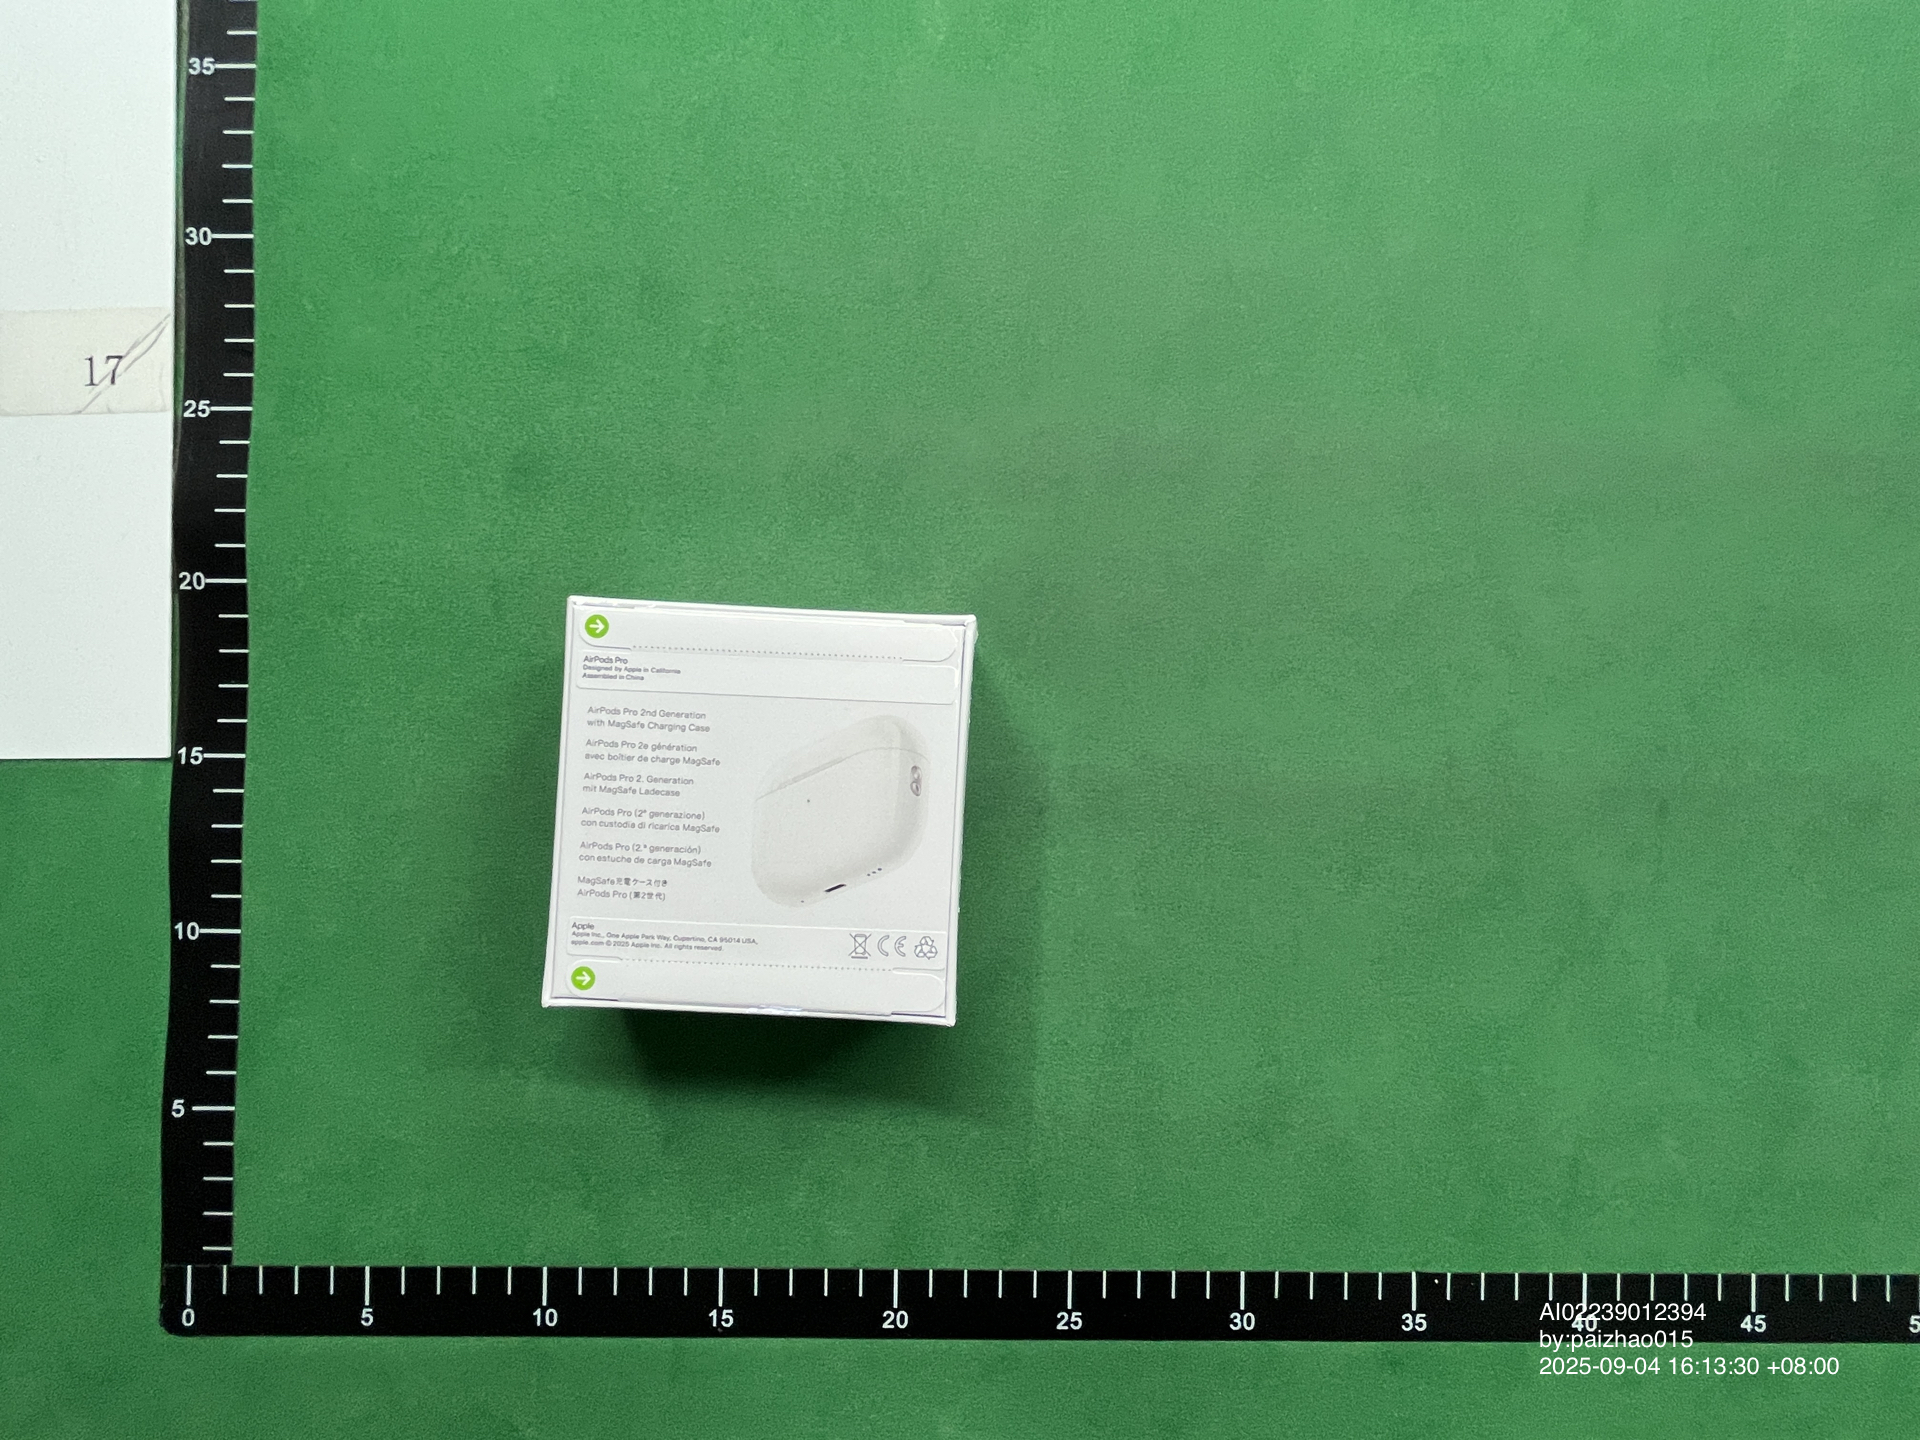 35
30
17
25
20
AirPods Pro
Designed by Apple in California
Assembled in China
AirPods Pro 2nd Generation
with MagSafe Charging Case
AirPods Pro 2e génération
avec boîtier de charge MagSafe
AirPods Pro 2. Generation
mit MagSafe Ladecase
AirPods Pro (2ª generazione)
con custodia di ricarica MagSafe
AirPods Pro (2.ª generación)
con estuche de carga MagSafe
MagSafe充電ケース付き
AirPods Pro (第2世代)
15
10
Apple
Apple Inc., One Apple Park Way, Cupertino, CA 95014 USA.
apple.com © 2025 Apple Inc. All rights reserved.
CE
5
0 5 10 15 20 25 30 35 40 45 5
AI02239012394
by:paizhao015
2025-09-04 16:13:30 +08:00